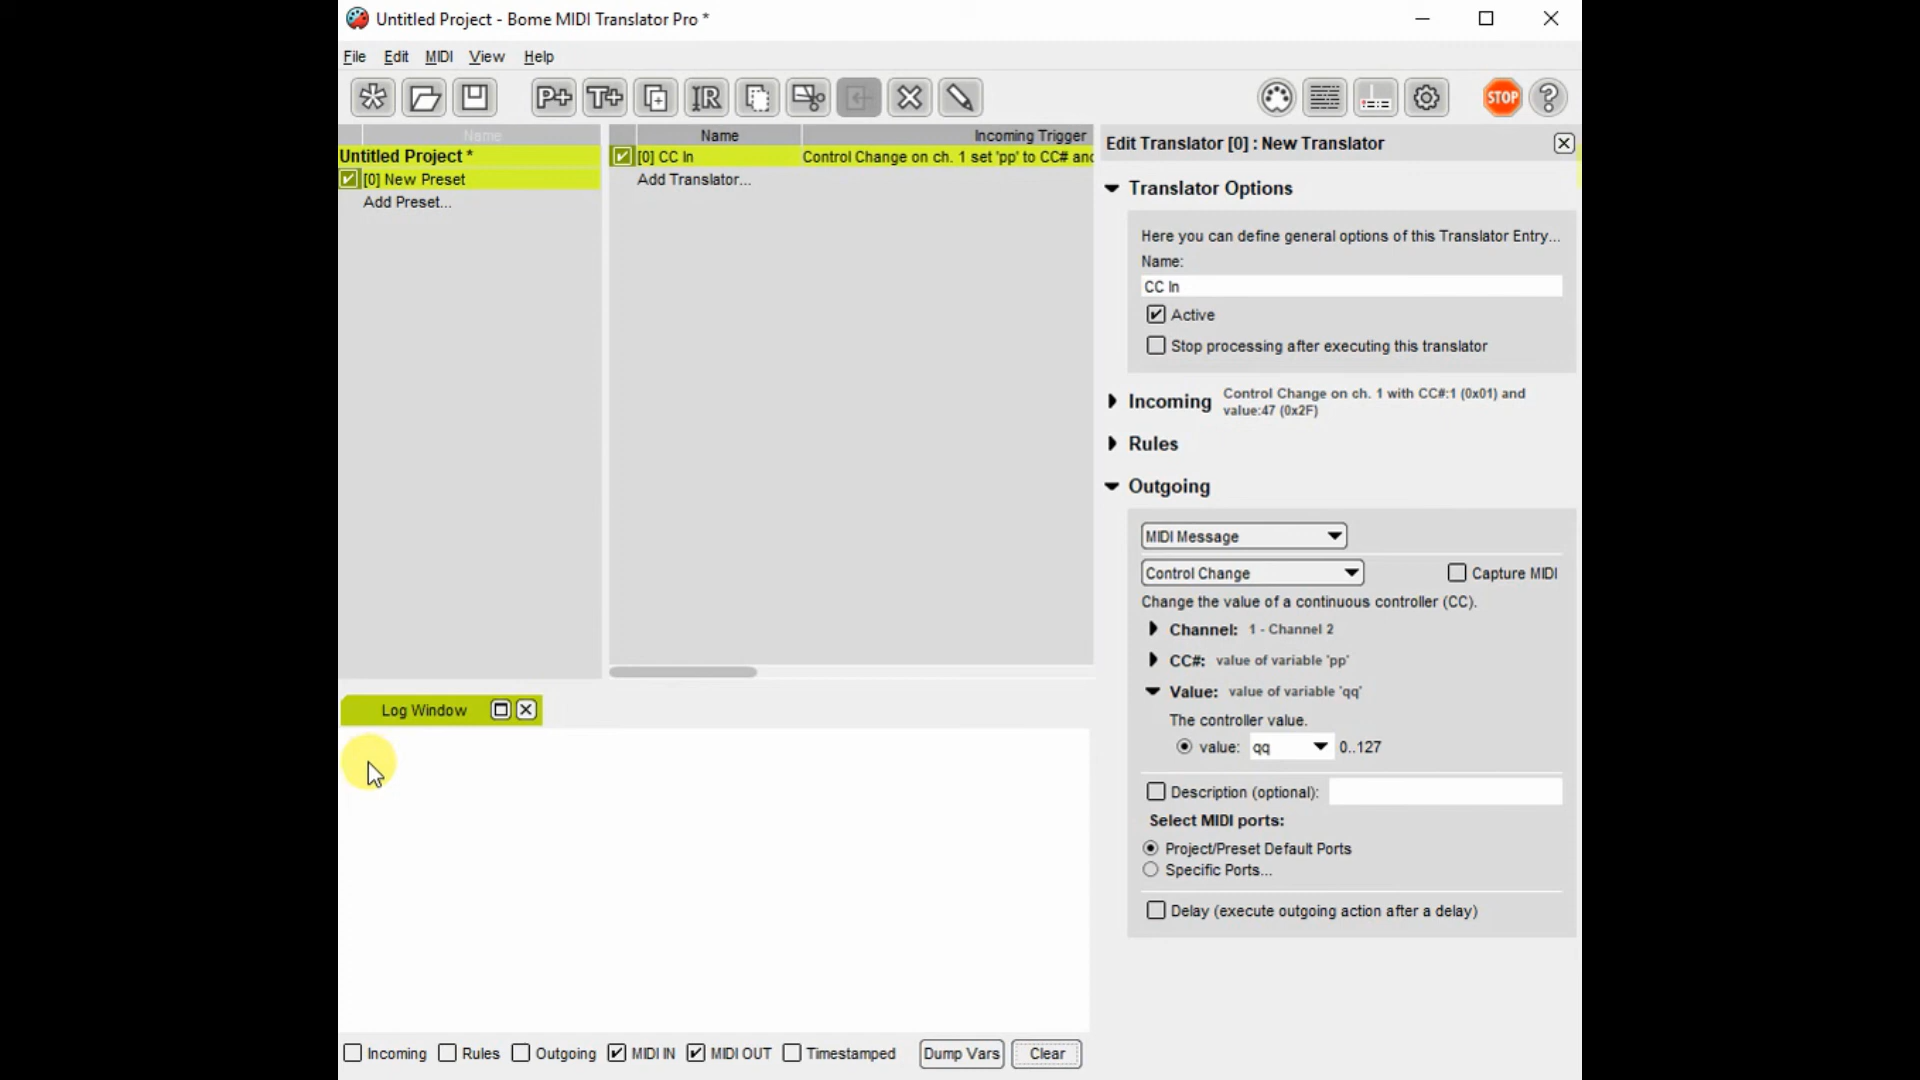 Untitled Project - Bome MIDI Translator Pro *
File Edit MIDI View Help
P+ T+ R STOP ?
Name
Untitled Project *
[0] New Preset
Add Preset...
Name Incoming Trigger
[0] CC In Control Change on ch. 1 set 'pp' to CC# and
Add Translator...
Edit Translator [0] : New Translator
Translator Options
Here you can define general options of this Translator Entry...
Name:
CC In
Active
Stop processing after executing this translator
Incoming Control Change on ch. 1 with CC#:1 (0x01) and
value:47 (0x2F)
Rules
Outgoing
MIDI Message
Control Change Capture MIDI
Change the value of a continuous controller (CC).
Channel: 1 - Channel 2
CC#: value of variable 'pp'
Value: value of variable 'qq'
The controller value.
value: qq 0..127
Description (optional):
Select MIDI ports:
Project/Preset Default Ports
Specific Ports...
Delay (execute outgoing action after a delay)
Log Window
Incoming Rules Outgoing MIDI IN MIDI OUT Timestamped Dump Vars Clear